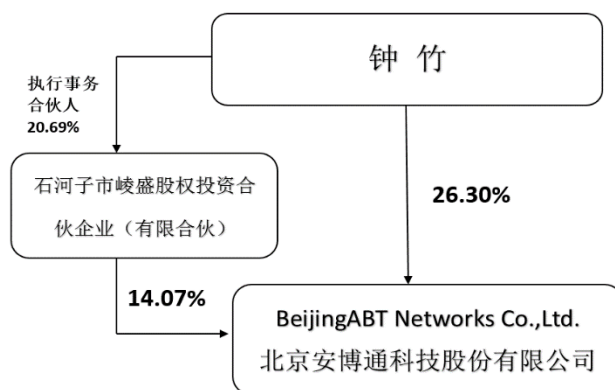 钟 竹
执行事务
合伙人
20.69%
石河子市崚盛股权投资合
伙企业（有限合伙）
26.30%
14.07%
BeijingABT Networks Co.,Ltd.
北京安博通科技股份有限公司